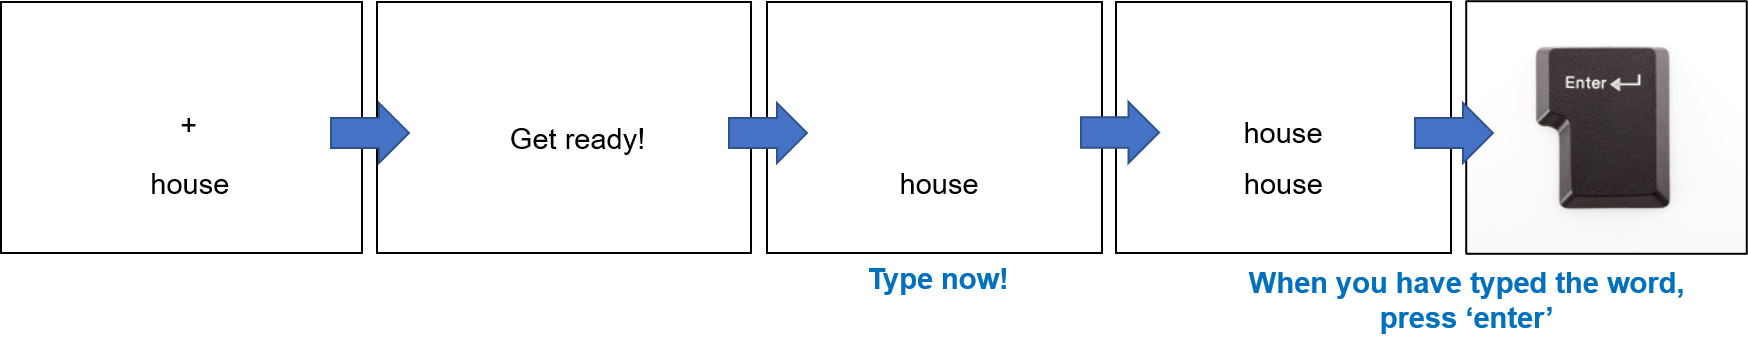 +
house
Get ready!
house
Type now!
house
house
Enter
When you have typed the word,
press ‘enter’